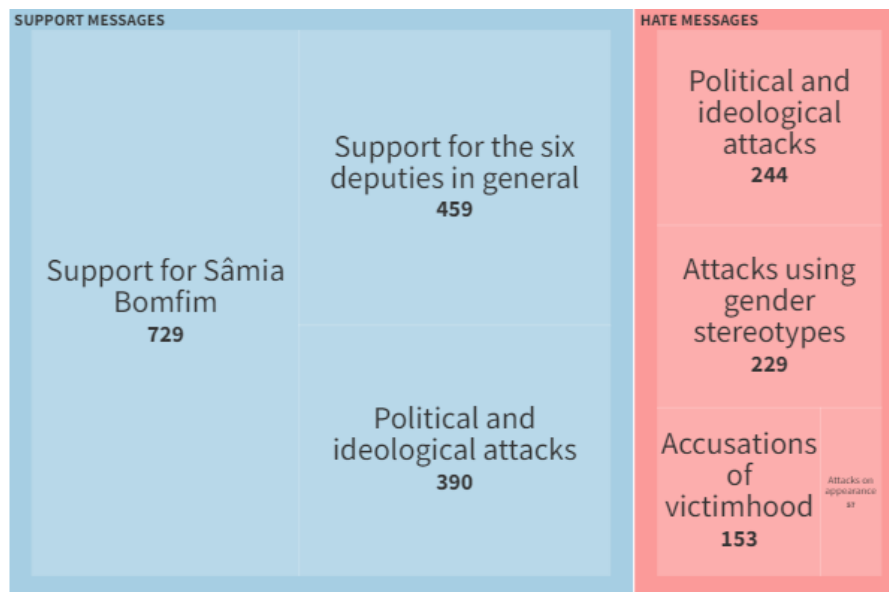 SUPPORT MESSAGES
Support for Sâmia
Bomfim
729
Support for the six
deputies in general
459
Political and
ideological attacks
390
HATE MESSAGES
Political and
ideological
attacks
244
Attacks using
gender
stereotypes
229
Accusations
of
victimhood
153
Attacks on
appearance